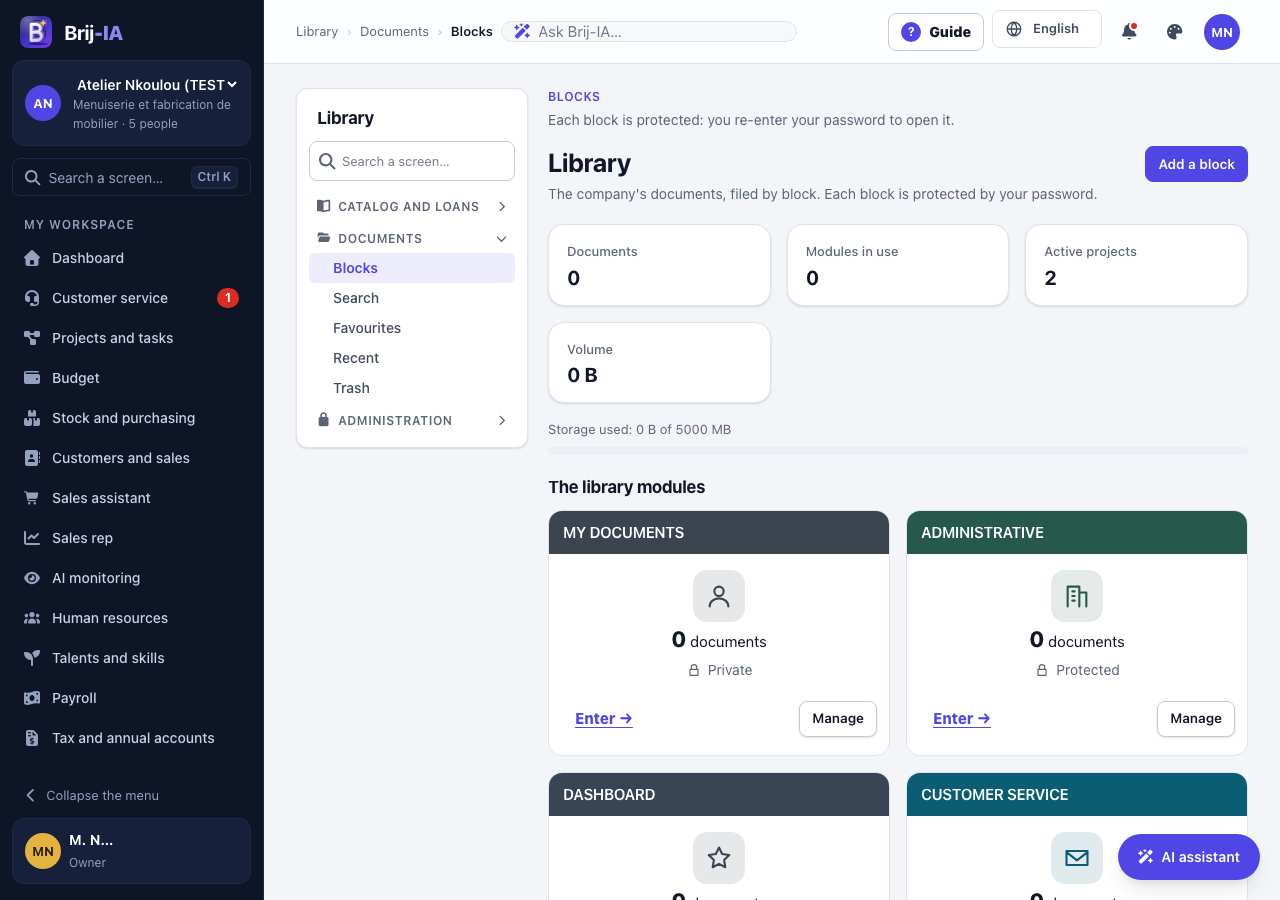 Brij-IA
AN
Atelier Nkoulou (TEST
Menuiserie et fabrication de
mobilier · 5 people
Search a screen...
Ctrl K
MY WORKSPACE
Dashboard
Customer service
1
Projects and tasks
Budget
Stock and purchasing
Customers and sales
Sales assistant
Sales rep
AI monitoring
Human resources
Talents and skills
Payroll
Tax and annual accounts
Collapse the menu
MN
M. N...
Owner
Library › Documents › Blocks
Ask Brij-IA...
? Guide
English
MN
Library
Search a screen...
CATALOG AND LOANS
DOCUMENTS
Blocks
Search
Favourites
Recent
Trash
ADMINISTRATION
BLOCKS
Each block is protected: you re-enter your password to open it.
Library
Add a block
The company's documents, filed by block. Each block is protected by your password.
Documents
0
Modules in use
0
Active projects
2
Volume
0 B
Storage used: 0 B of 5000 MB
The library modules
MY DOCUMENTS
0 documents
Private
Enter →
Manage
ADMINISTRATIVE
0 documents
Protected
Enter →
Manage
DASHBOARD
CUSTOMER SERVICE
AI assistant